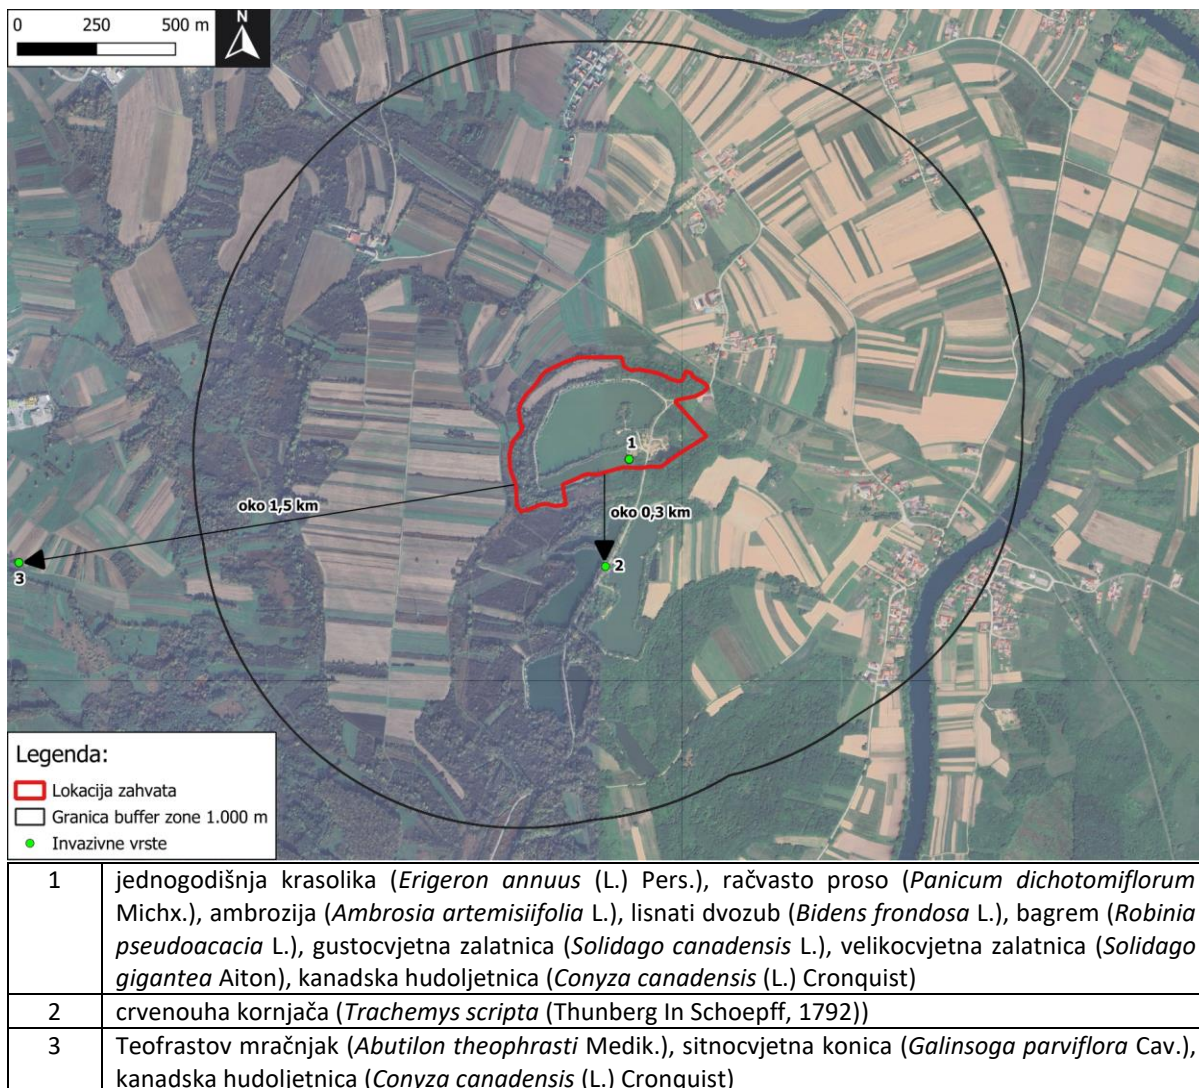 0 250 500 m
N
1
oko 1,5 km
oko 0,3 km
2
3
Legenda:
Lokacija zahvata
Granica buffer zone 1.000 m
Invazivne vrste
1 jednogodišnja krasolika (Erigeron annuus (L.) Pers.), račvasto proso (Panicum dichotomiflorum
Michx.), ambrozija (Ambrosia artemisiifolia L.), lisnati dvozub (Bidens frondosa L.), bagrem (Robinia
pseudoacacia L.), gustocvjetna zalatnica (Solidago canadensis L.), velikocvjetna zalatnica (Solidago
gigantea Aiton), kanadska hudoljetnica (Conyza canadensis (L.) Cronquist)
2 crvenouha kornjača (Trachemys scripta (Thunberg In Schoepff, 1792))
3 Teofrastov mračnjak (Abutilon theophrasti Medik.), sitnocvjetna konica (Galinsoga parviflora Cav.),
kanadska hudoljetnica (Conyza canadensis (L.) Cronquist)